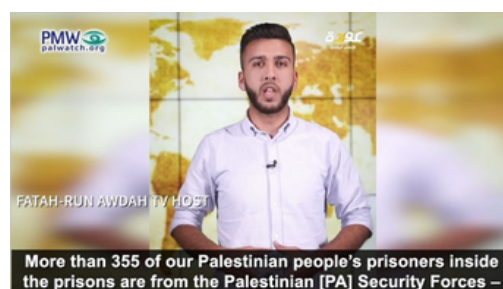 PMW
palwatch.org
عودة
FATAH-RUN AWDAH TV HOST
More than 355 of our Palestinian people's prisoners inside
the prisons are from the Palestinian [PA] Security Forces –